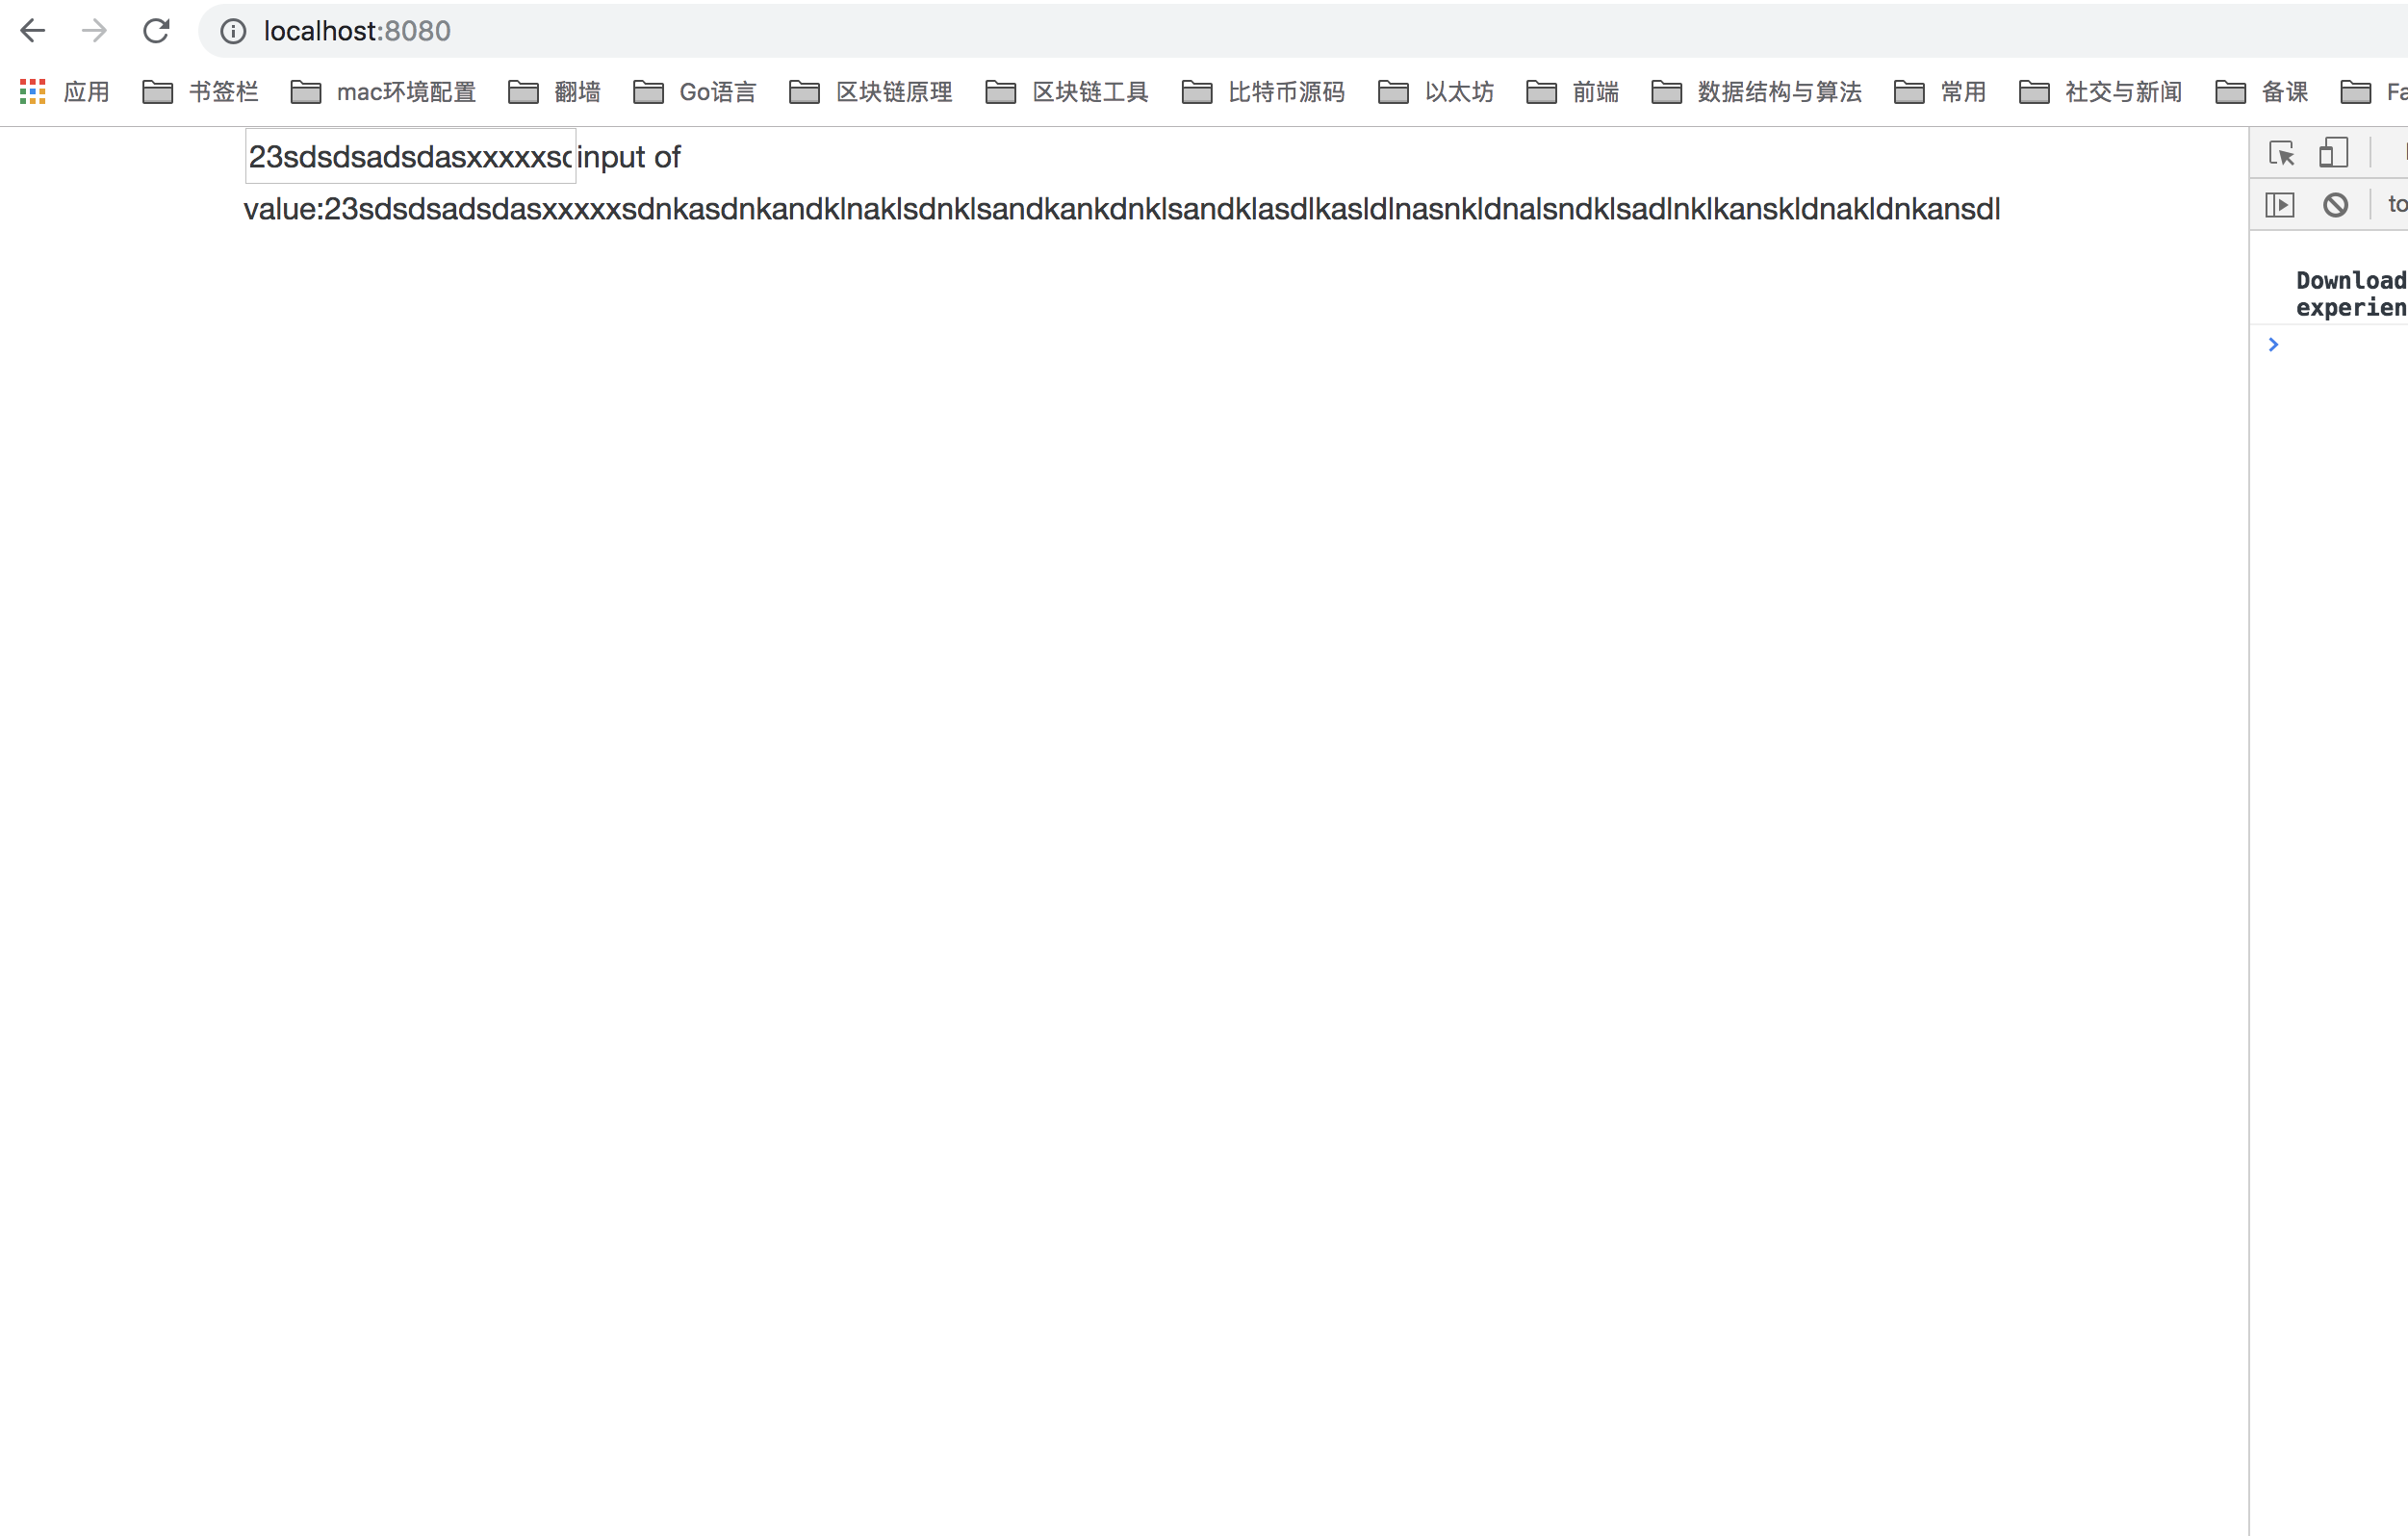 localhost:8080
应用 书签栏 mac环境配置 翻墙 Go语言 区块链原理 区块链工具 比特币源码 以太坊 前端 数据结构与算法 常用 社交与新闻 备课 Fa
23sdsdsadsdasxxxxxsd input of
value:23sdsdsadsdasxxxxxsdnkasdnkandklnaklsdnklsandkankdnklsandklasdlkasldlnasnkldnalsndklsadlnklkanskldnakldnkansdl
to
Download
experien